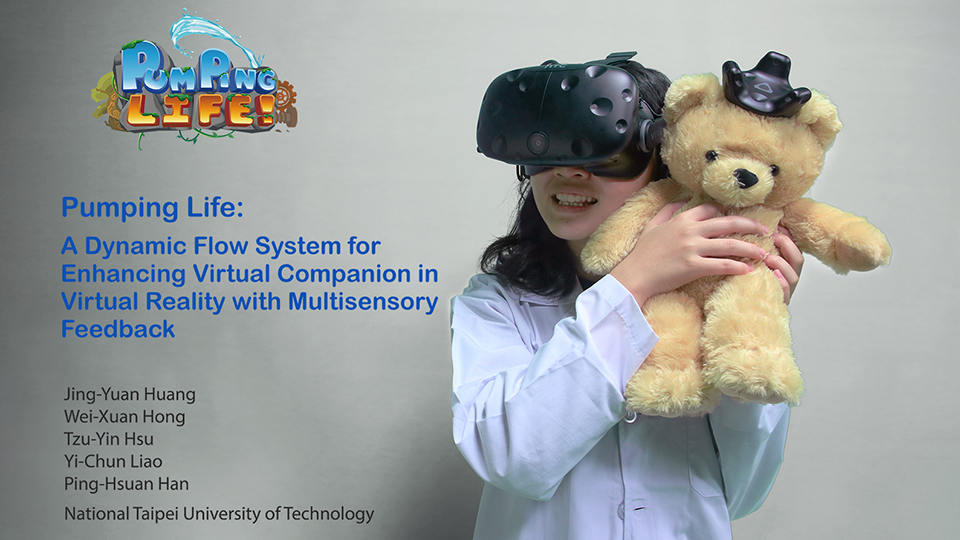 PUMPING
LIFE!
Pumping Life:
A Dynamic Flow System for
Enhancing Virtual Companion in
Virtual Reality with Multisensory
Feedback
Jing-Yuan Huang
Wei-Xuan Hong
Tzu-Yin Hsu
Yi-Chun Liao
Ping-Hsuan Han
National Taipei University of Technology